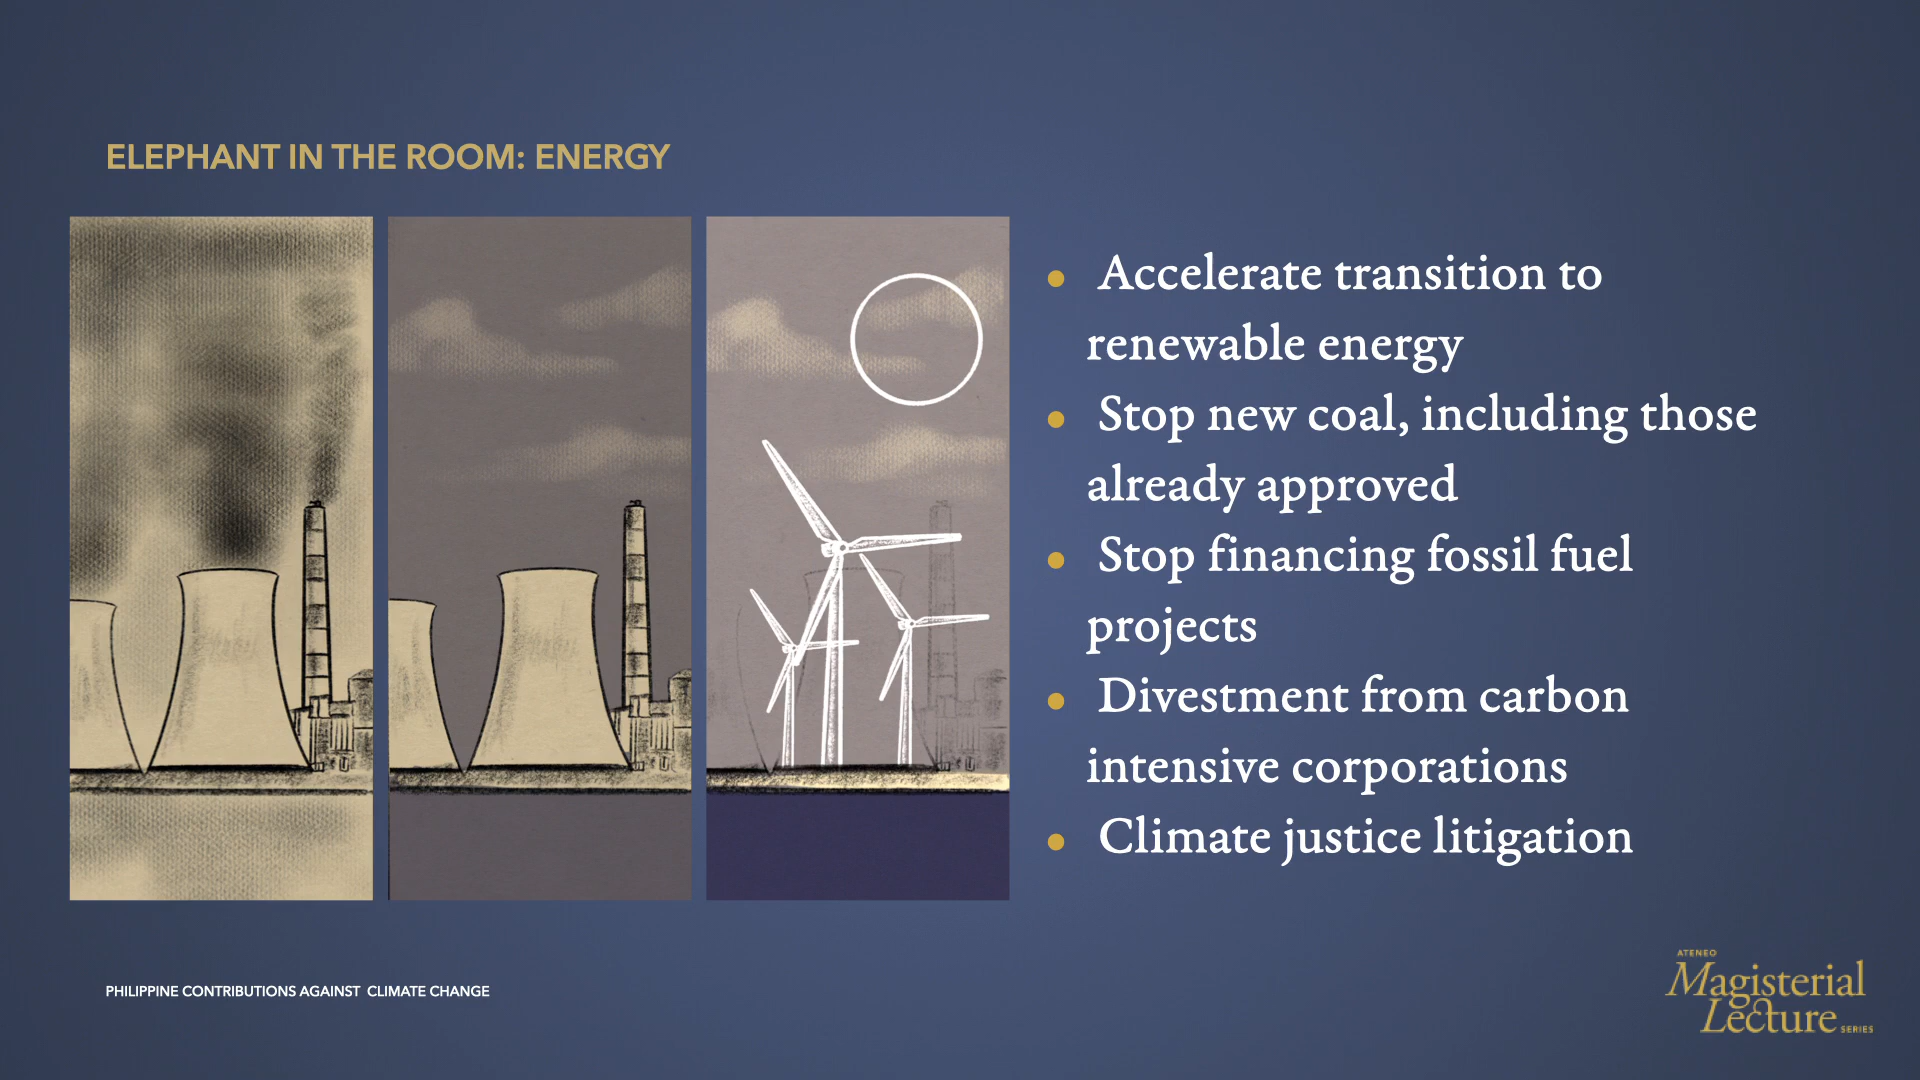 ELEPHANT IN THE ROOM: ENERGY
• Accelerate transition to
renewable energy
• Stop new coal, including those
already approved
• Stop financing fossil fuel
projects
• Divestment from carbon
intensive corporations
• Climate justice litigation
PHILIPPINE CONTRIBUTIONS AGAINST CLIMATE CHANGE
ATENEO
Magisterial
Lecture SERIES